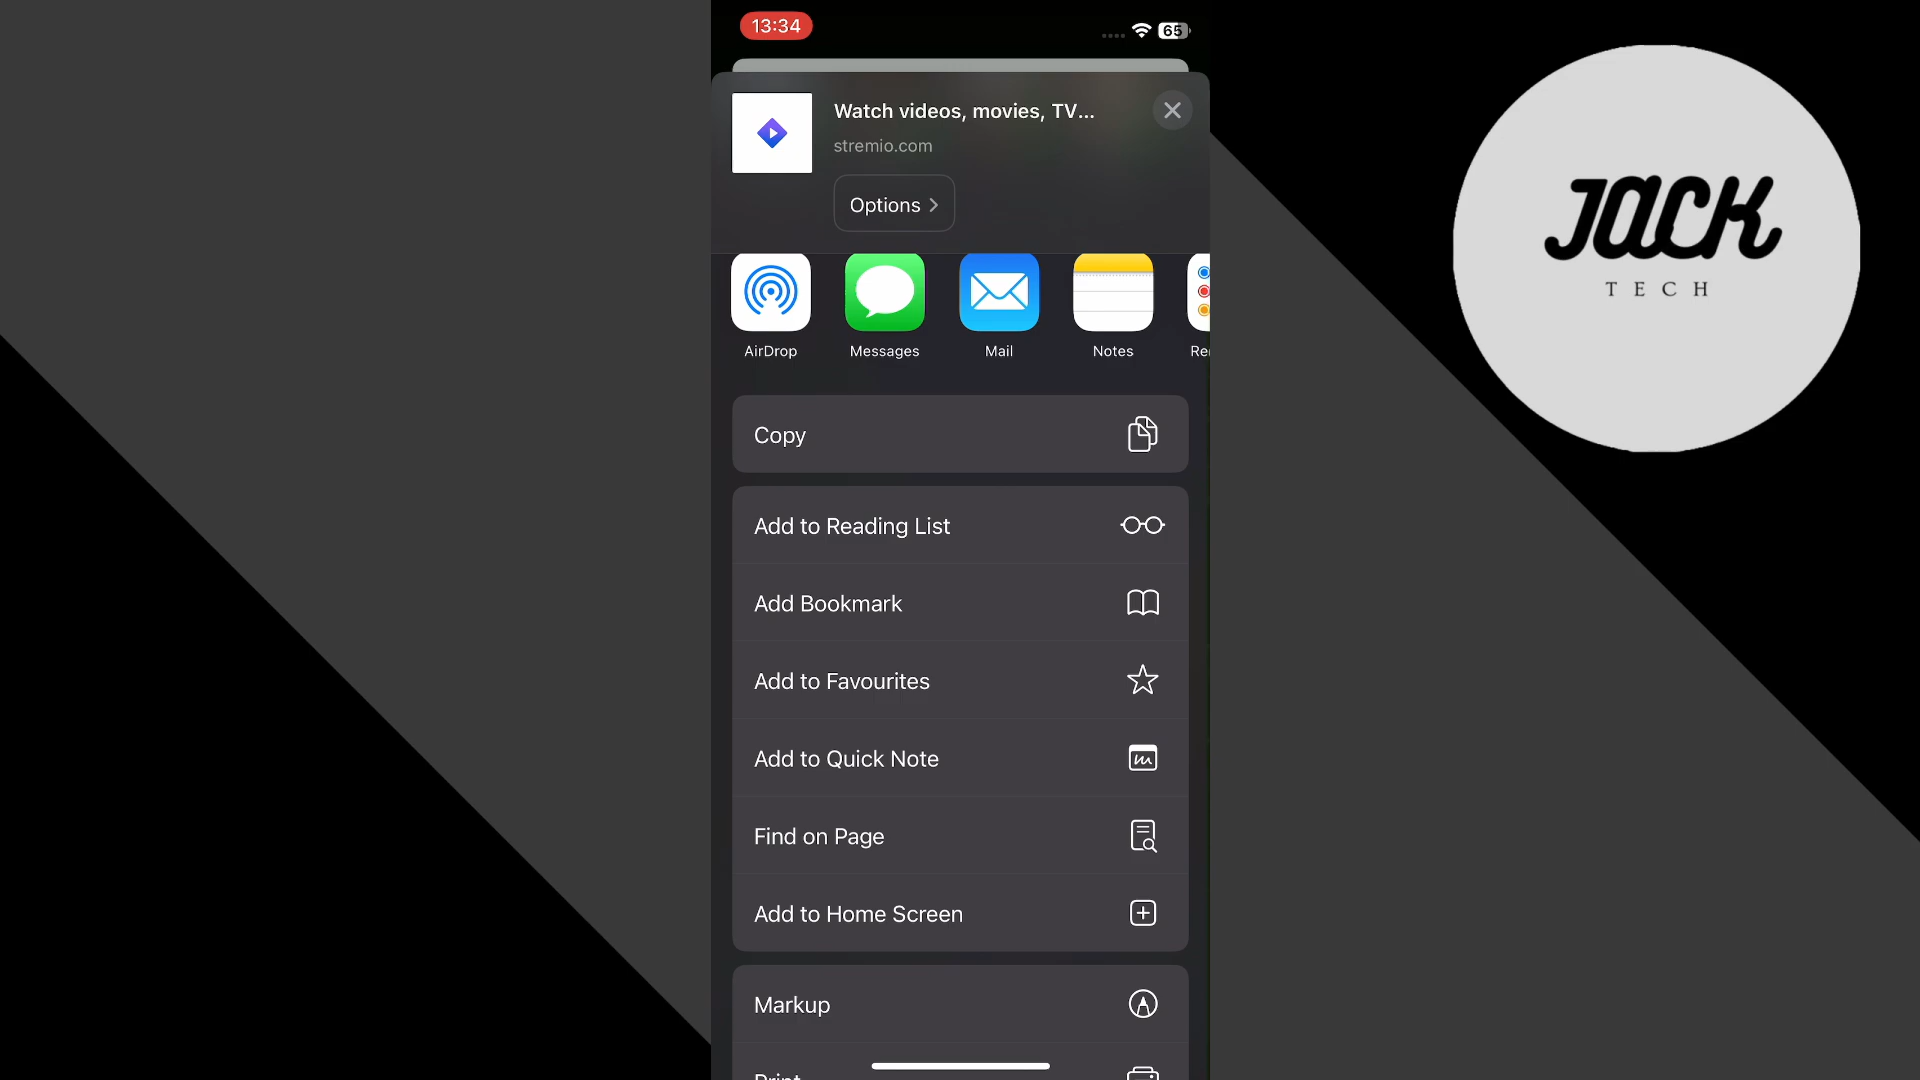 13:34
65
Watch videos, movies, TV...
stremio.com
Options
AirDrop
Messages
Mail
Notes
Re
Copy
Add to Reading List
Add Bookmark
Add to Favourites
Add to Quick Note
Find on Page
Add to Home Screen
Markup
Print
JACK
TECH